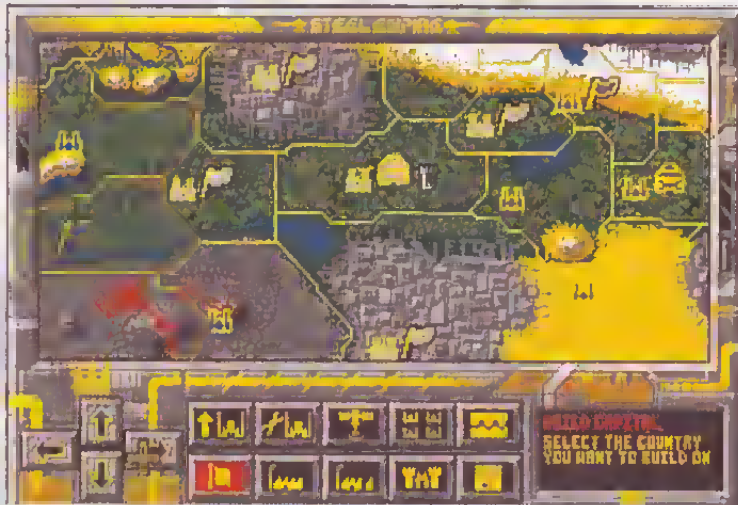 STEEL EMPIRE
BUILD CAPITAL
SELECT THE COUNTRY
YOU WANT TO BUILD ON